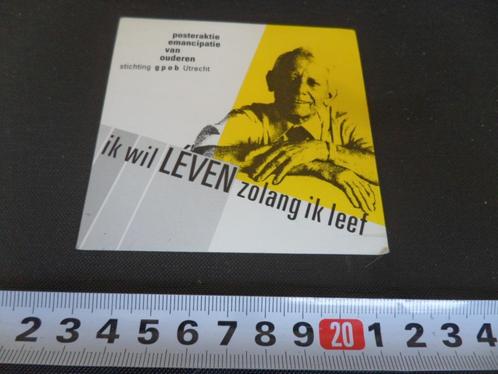 posteraktie
emancipatie
van
ouderen
stichting gpob Utrecht
ik wil LÉVEN zolang ik leef
2 3 4 5 6 7 8 9 20 1 2 3 4